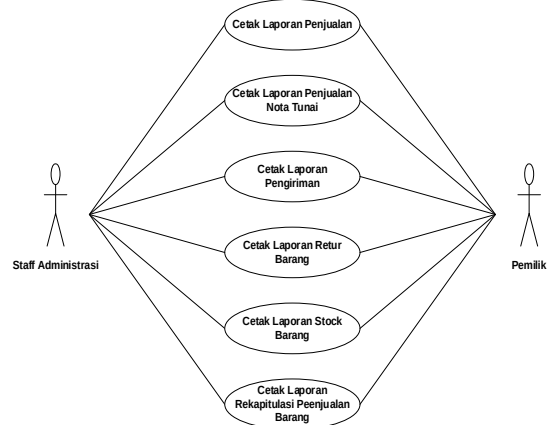 Cetak Laporan Penjualan
Cetak Laporan Penjualan
Nota Tunai
Cetak Laporan
Pengiriman
Cetak Laporan Retur
Barang
Staff Administrasi
Pemilik
Cetak Laporan Stock
Barang
Cetak Laporan
Rekapitulasi Peenjualan
Barang